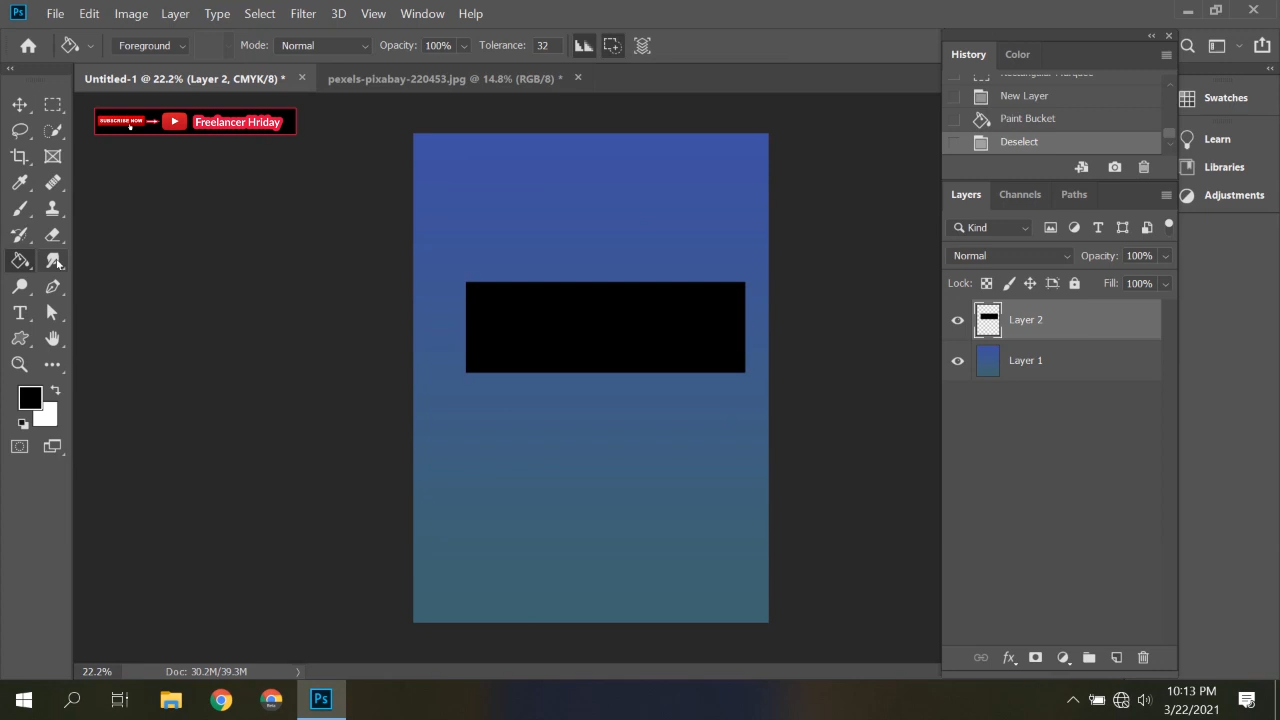 Ps File Edit Image Layer Type Select Filter 3D View Window Help
Foreground Mode: Normal Opacity: 100% Tolerance: 32
Untitled-1 @ 22.2% (Layer 2, CMYK/8) * pexels-pixabay-220453.jpg @ 14.8% (RGB/8) *
SUBSCRIBE NOW Freelancer Hriday
History Color
Rectangular Marquee
New Layer
Paint Bucket
Deselect
Swatches
Learn
Libraries
Adjustments
Layers Channels Paths
Kind
Normal Opacity: 100%
Lock: Fill: 100%
Layer 2
Layer 1
fx
22.2% Doc: 30.2M/39.3M
Ps
10:13 PM
3/22/2021